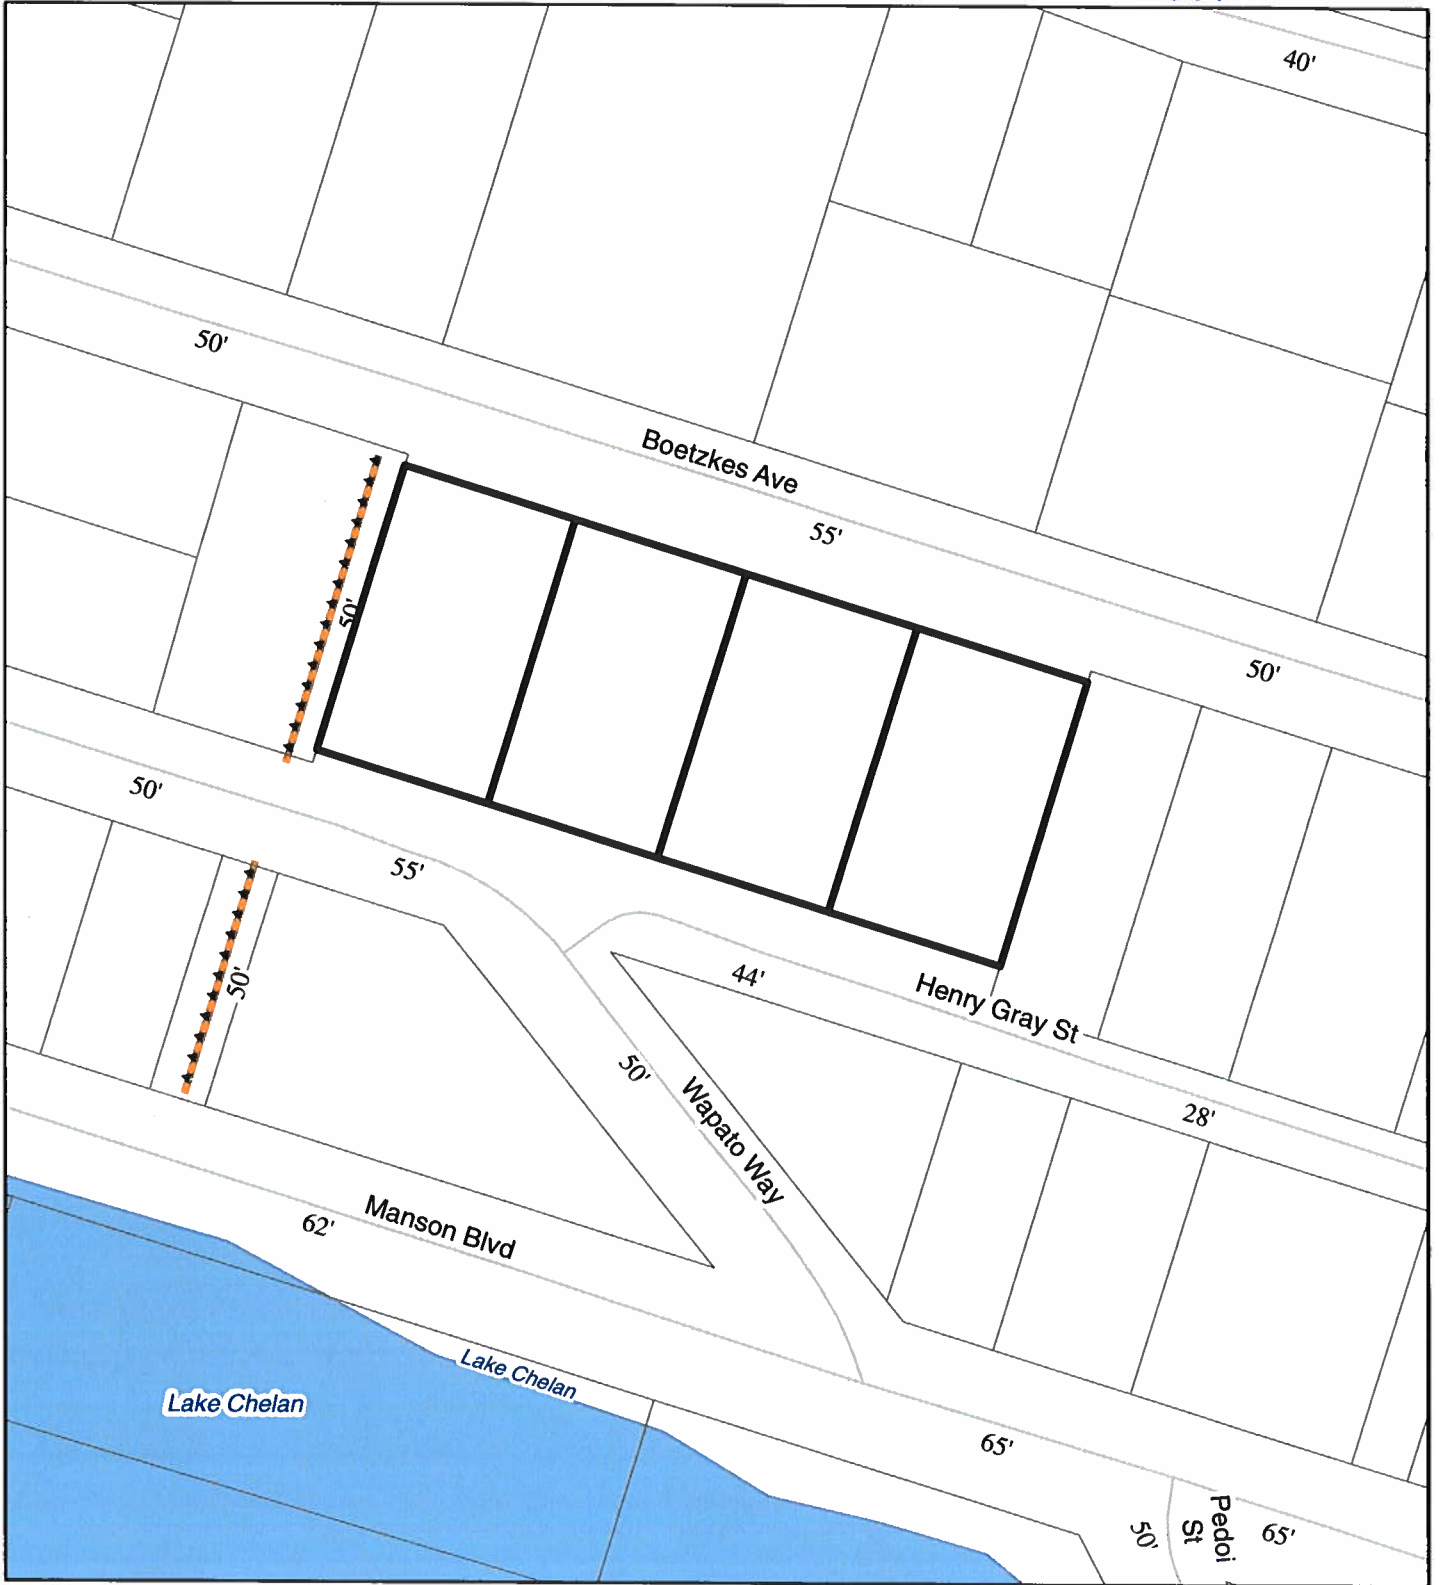 40'
50'
Boetzkes Ave
55'
50'
50'
50'
55'
44'
Henry Gray St
50'
50'
Wapato Way
28'
Manson Blvd
62'
Lake Chelan
Lake Chelan
65'
Pedoi
St
50'
65'